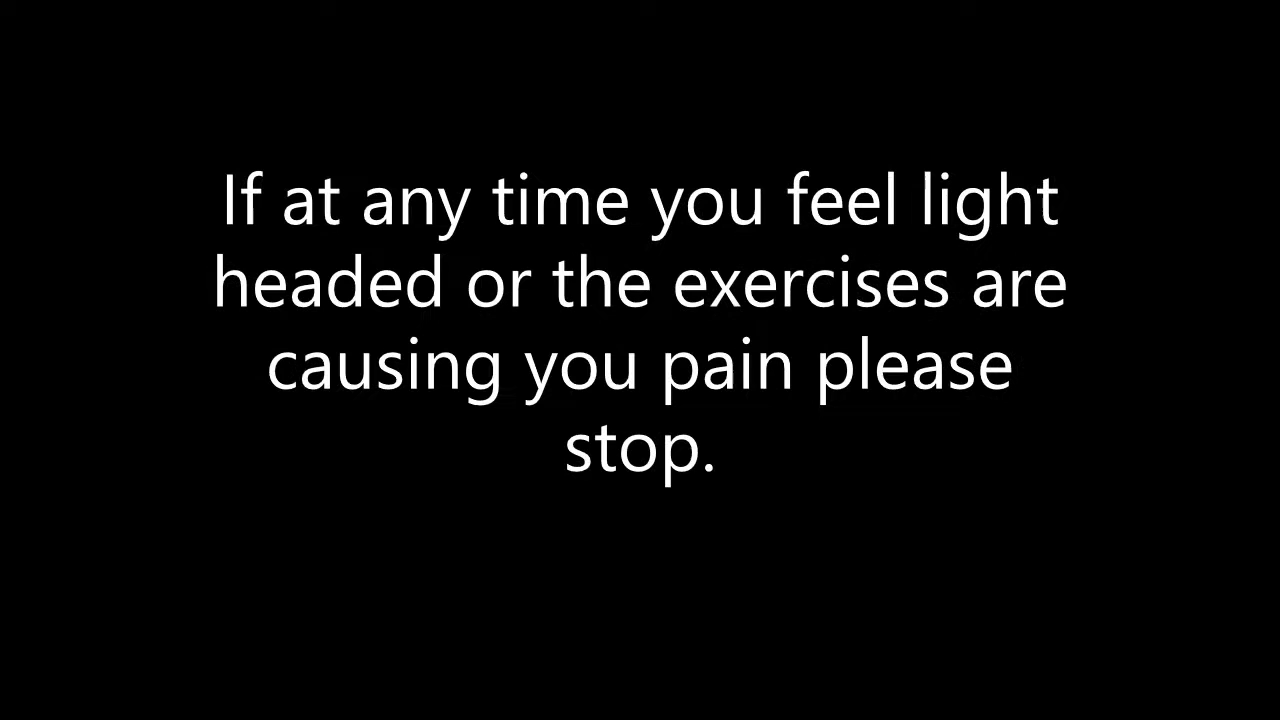 If at any time you feel light
headed or the exercises are
causing you pain please
stop.